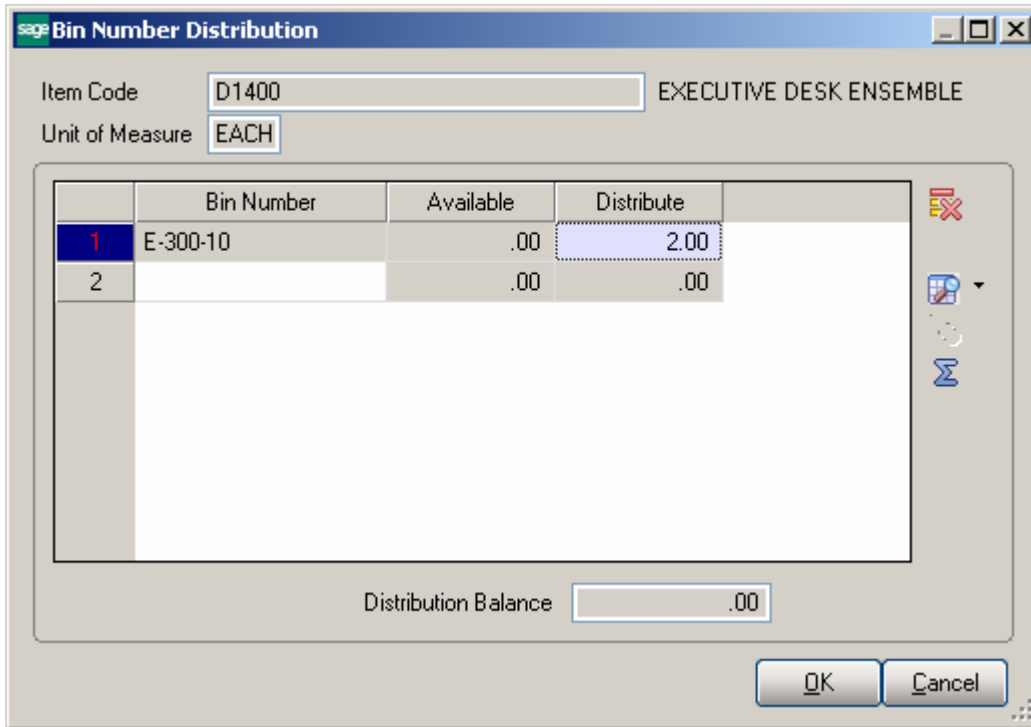 sage Bin Number Distribution
Item Code D1400 EXECUTIVE DESK ENSEMBLE
Unit of Measure EACH
Bin Number Available Distribute
1 E-300-10 .00 2.00
2 .00 .00
Distribution Balance .00
OK Cancel